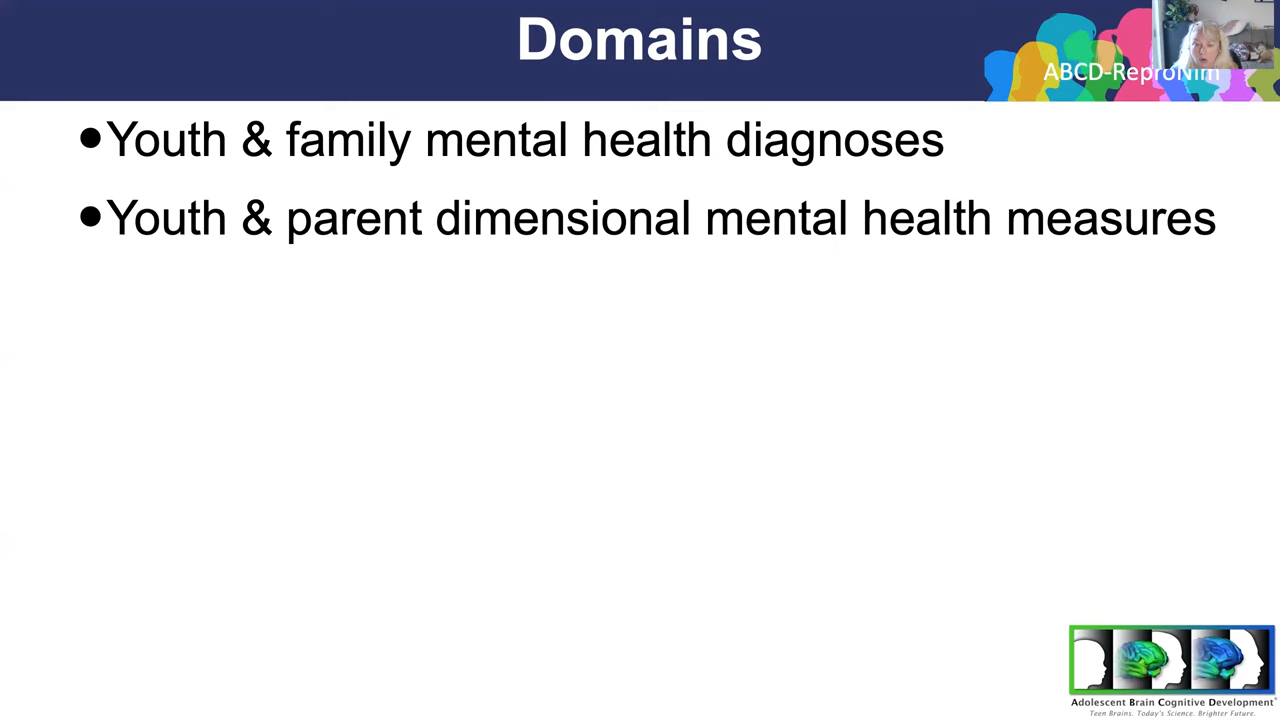 Domains
ABCD-ReproNim
●Youth & family mental health diagnoses
●Youth & parent dimensional mental health measures
Adolescent Brain Cognitive Development®
Teen Brains. Today's Science. Brighter Future.